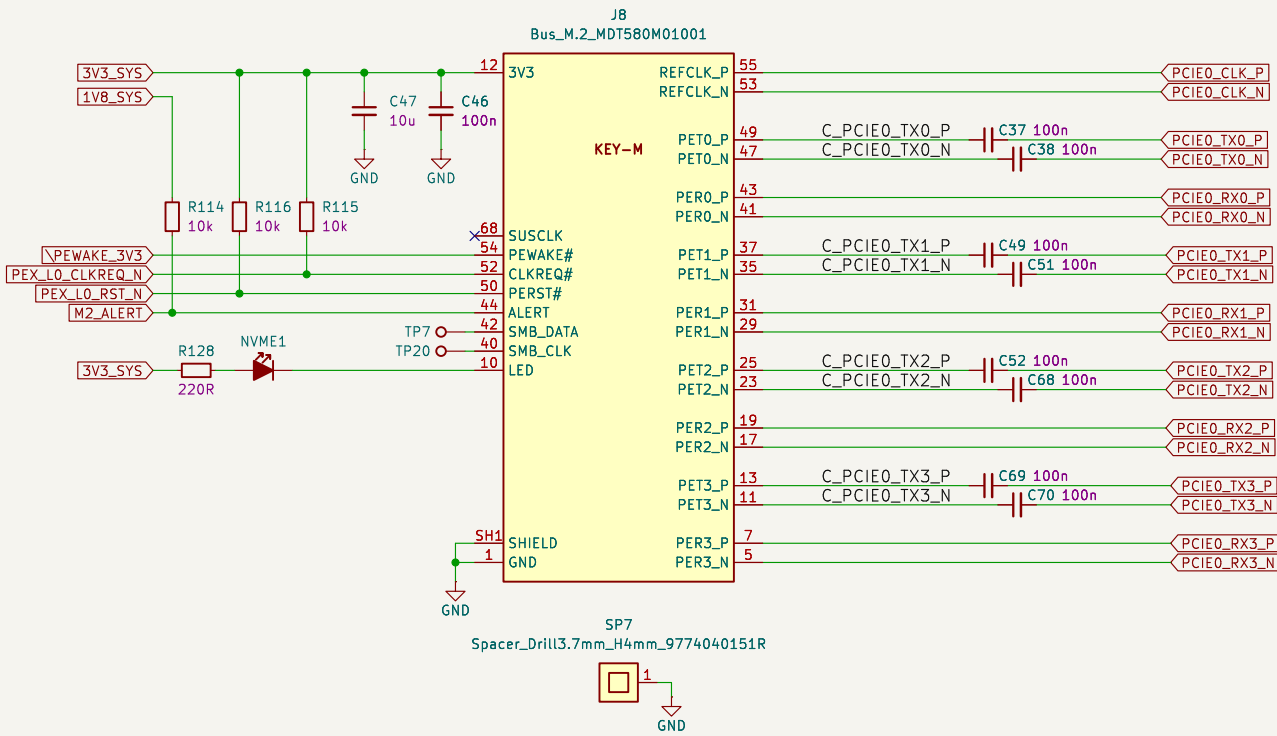 J8
Bus_M.2_MDT580M01001
3V3_SYS
1V8_SYS
C47
10u
C46
100n
GND
GND
R114
10k
R116
10k
R115
10k
\PEWAKE_3V3
PEX_L0_CLKREQ_N
PEX_L0_RST_N
M2_ALERT
TP7
TP20
3V3_SYS
R128
220R
NVME1
KEY-M
12 3V3
68 SUSCLK
54 PEWAKE#
52 CLKREQ#
50 PERST#
44 ALERT
42 SMB_DATA
40 SMB_CLK
10 LED
SH1 SHIELD
1 GND
GND
REFCLK_P 55 PCIE0_CLK_P
REFCLK_N 53 PCIE0_CLK_N
PET0_P 49 C_PCIE0_TX0_P C37 100n PCIE0_TX0_P
PET0_N 47 C_PCIE0_TX0_N C38 100n PCIE0_TX0_N
PER0_P 43 PCIE0_RX0_P
PER0_N 41 PCIE0_RX0_N
PET1_P 37 C_PCIE0_TX1_P C49 100n PCIE0_TX1_P
PET1_N 35 C_PCIE0_TX1_N C51 100n PCIE0_TX1_N
PER1_P 31 PCIE0_RX1_P
PER1_N 29 PCIE0_RX1_N
PET2_P 25 C_PCIE0_TX2_P C52 100n PCIE0_TX2_P
PET2_N 23 C_PCIE0_TX2_N C68 100n PCIE0_TX2_N
PER2_P 19 PCIE0_RX2_P
PER2_N 17 PCIE0_RX2_N
PET3_P 13 C_PCIE0_TX3_P C69 100n PCIE0_TX3_P
PET3_N 11 C_PCIE0_TX3_N C70 100n PCIE0_TX3_N
PER3_P 7 PCIE0_RX3_P
PER3_N 5 PCIE0_RX3_N
SP7
Spacer_Drill3.7mm_H4mm_9774040151R
1
GND